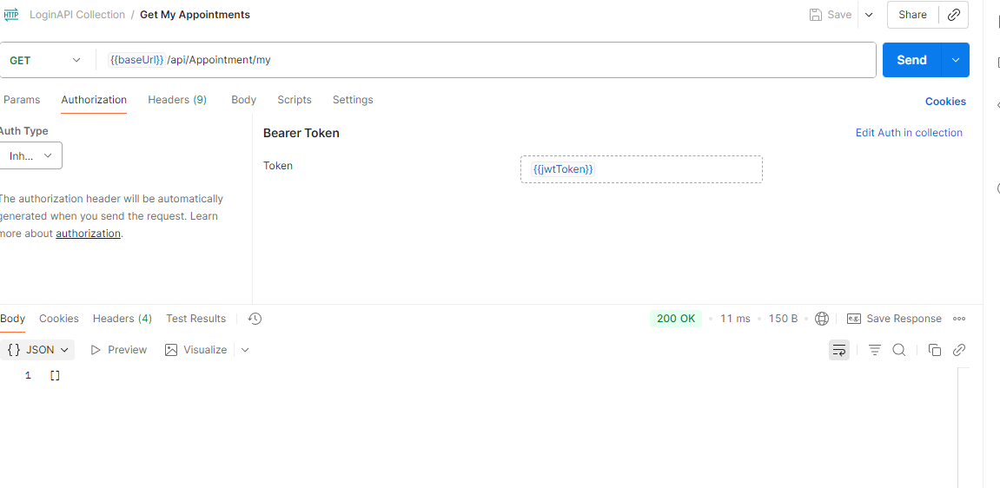 HTTP LoginAPI Collection / Get My Appointments Save Share
GET {{baseUrl}} /api/Appointment/my Send
Params Authorization Headers (9) Body Scripts Settings Cookies
Auth Type Bearer Token Edit Auth in collection
Inh...
Token {{jwtToken}}
The authorization header will be automatically
generated when you send the request. Learn
more about authorization.
Body Cookies Headers (4) Test Results 200 OK • 11 ms • 150 B • e.g. Save Response
{} JSON Preview Visualize
1 []